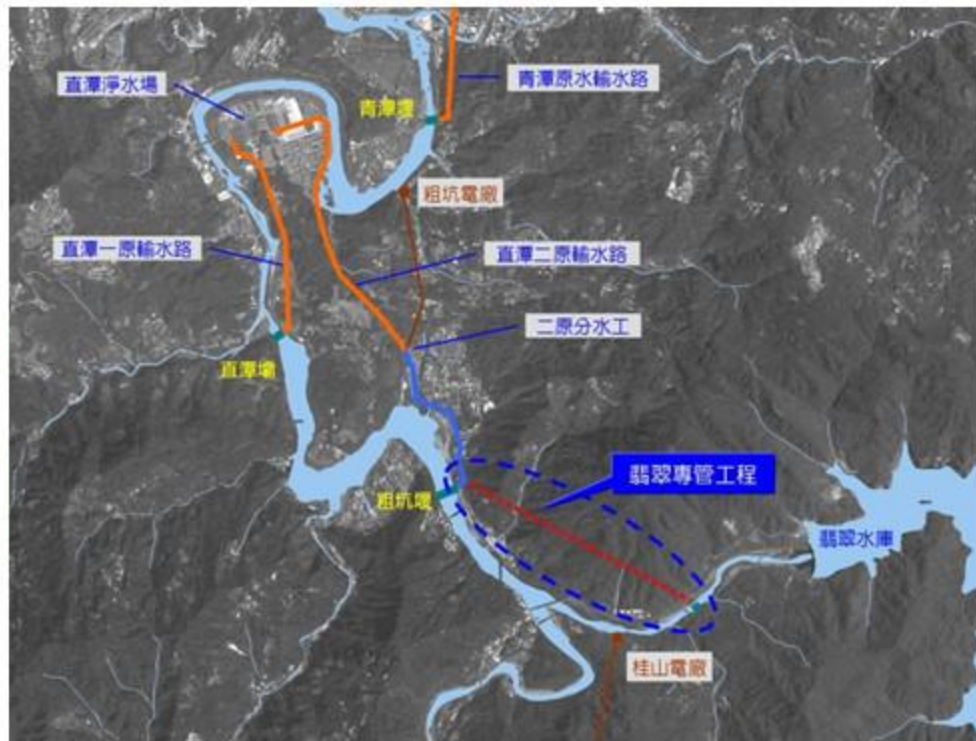 青潭原水輸水路
直潭淨水場
青潭堰
粗坑電廠
直潭一原輸水路
直潭二原輸水路
二原分水工
直潭壩
翡翠專管工程
粗坑堰
翡翠水庫
桂山電廠